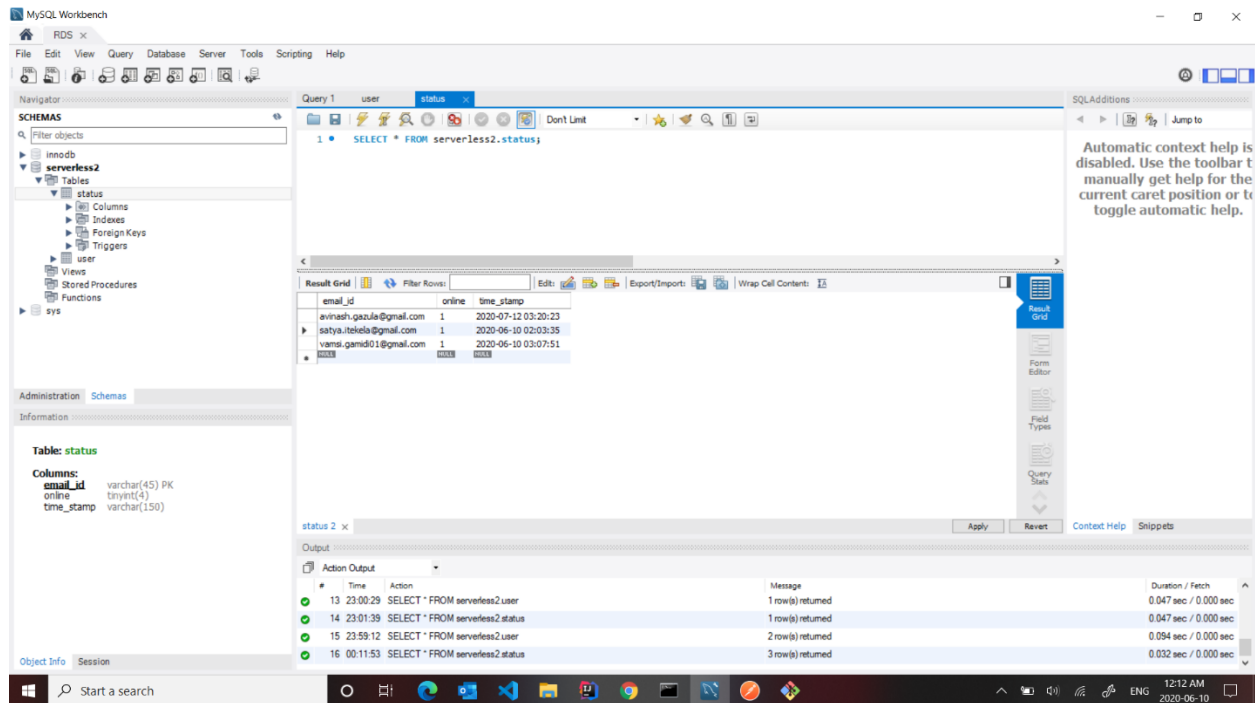 MySQL Workbench
RDS ×
File Edit View Query Database Server Tools Scripting Help
Navigator
SCHEMAS
Filter objects
innodb
serverless2
Tables
status
Columns
Indexes
Foreign Keys
Triggers
user
Views
Stored Procedures
Functions
sys
Administration Schemas
Information
Table: status
Columns:
email_id varchar(45) PK
online tinyint(4)
time_stamp varchar(150)
Object Info Session
Query 1 user status ×
Don't Limit
1 SELECT * FROM serverless2.status;
Result Grid Filter Rows: Edit: Export/Import: Wrap Cell Content:
email_id online time_stamp
avinash.gazula@gmail.com 1 2020-07-12 03:20:23
satya.itekela@gmail.com 1 2020-06-10 02:03:35
vamsi.gamidi01@gmail.com 1 2020-06-10 03:07:51
NULL NULL NULL
Result
Grid
Form
Editor
Field
Types
Query
Stats
status 2 ×
Apply Revert
SQLAdditions
Jump to
Automatic context help is
disabled. Use the toolbar t
manually get help for the
current caret position or to
toggle automatic help.
Context Help Snippets
Output
Action Output
# Time Action Message Duration / Fetch
13 23:00:29 SELECT * FROM serverless2.user 1 row(s) returned 0.047 sec / 0.000 sec
14 23:01:39 SELECT * FROM serverless2.status 1 row(s) returned 0.047 sec / 0.000 sec
15 23:59:12 SELECT * FROM serverless2.user 2 row(s) returned 0.094 sec / 0.000 sec
16 00:11:53 SELECT * FROM serverless2.status 3 row(s) returned 0.032 sec / 0.000 sec
Start a search
ENG
12:12 AM
2020-06-10